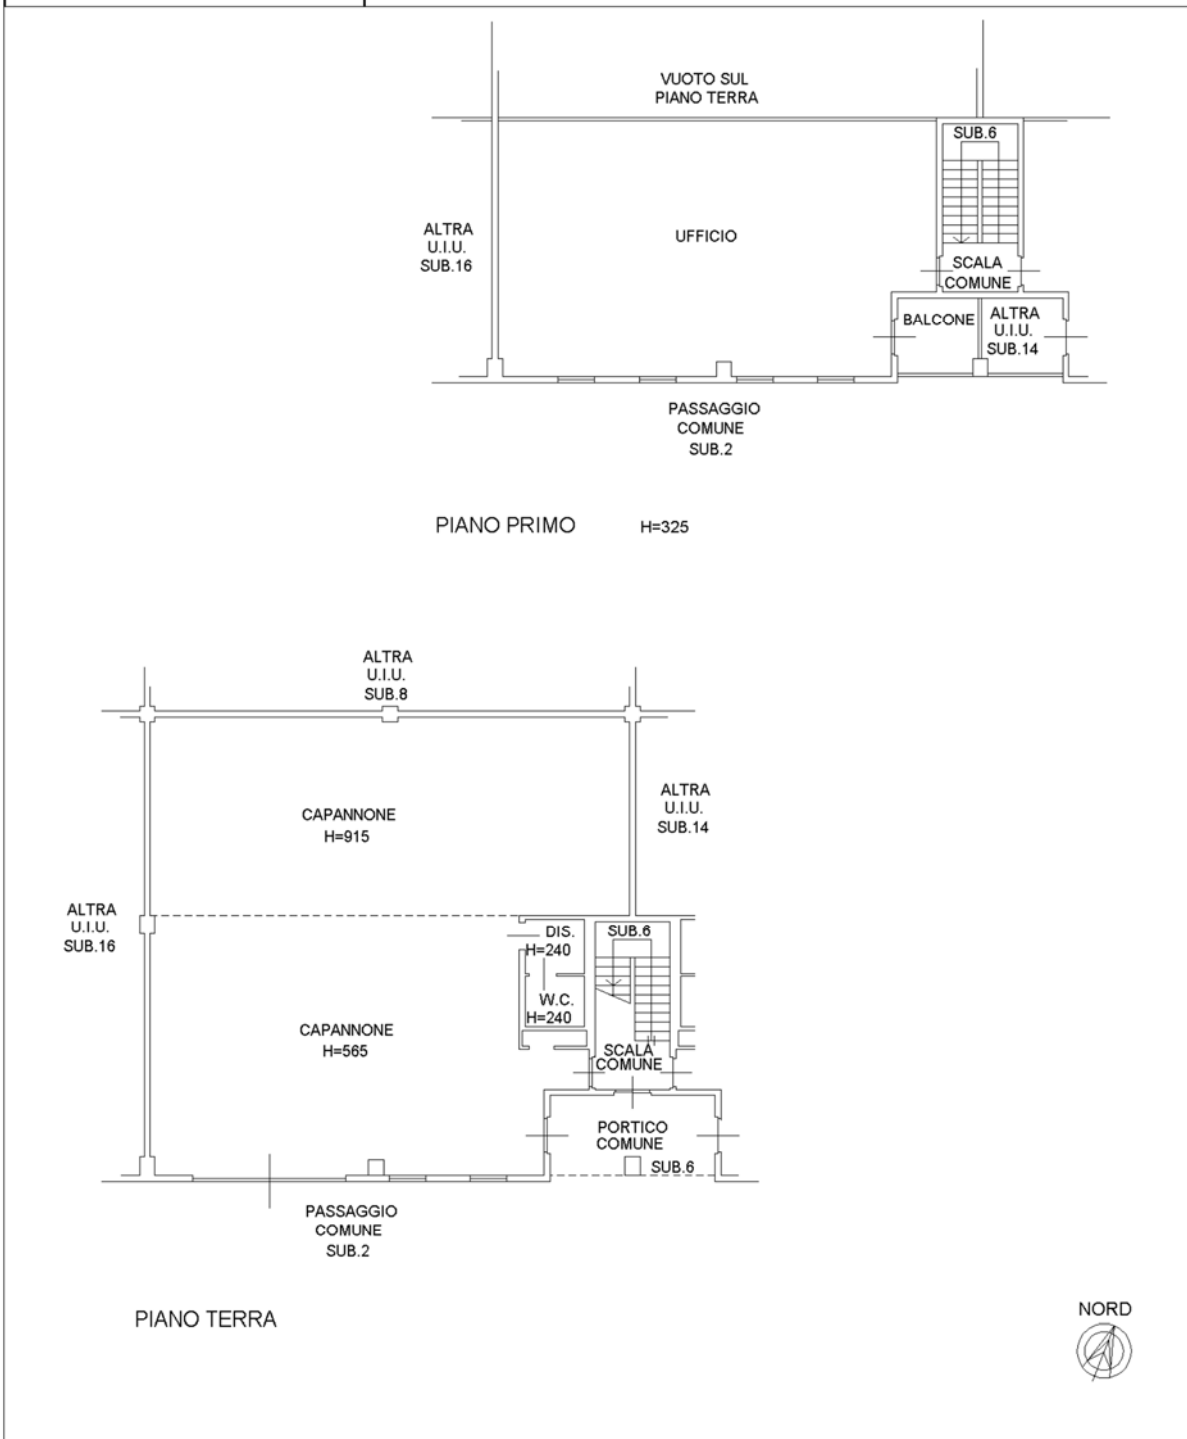 VUOTO SUL
PIANO TERRA
SUB.6
ALTRA
U.I.U.
SUB.16
UFFICIO
SCALA
COMUNE
BALCONE
ALTRA
U.I.U.
SUB.14
PASSAGGIO
COMUNE
SUB.2
PIANO PRIMO
H=325
ALTRA
U.I.U.
SUB.8
CAPANNONE
H=915
ALTRA
U.I.U.
SUB.14
ALTRA
U.I.U.
SUB.16
DIS.
H=240
SUB.6
W.C.
H=240
CAPANNONE
H=565
SCALA
COMUNE
PORTICO
COMUNE
SUB.6
PASSAGGIO
COMUNE
SUB.2
PIANO TERRA
NORD